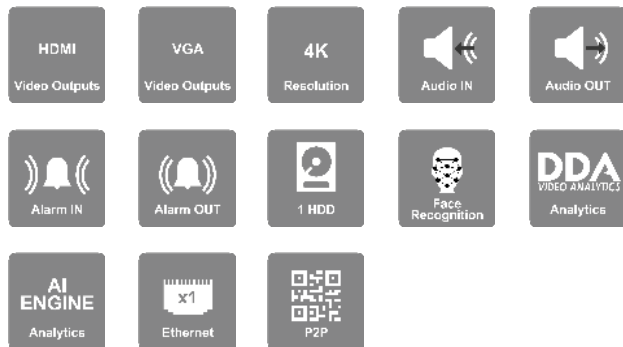 HDMI
Video Outputs
VGA
Video Outputs
4K
Resolution
Audio IN
Audio OUT
Alarm IN
Alarm OUT
1 HDD
Face
Recognition
DDA
VIDEO ANALYTICS
Analytics
AI
ENGINE
Analytics
x1
Ethernet
P2P